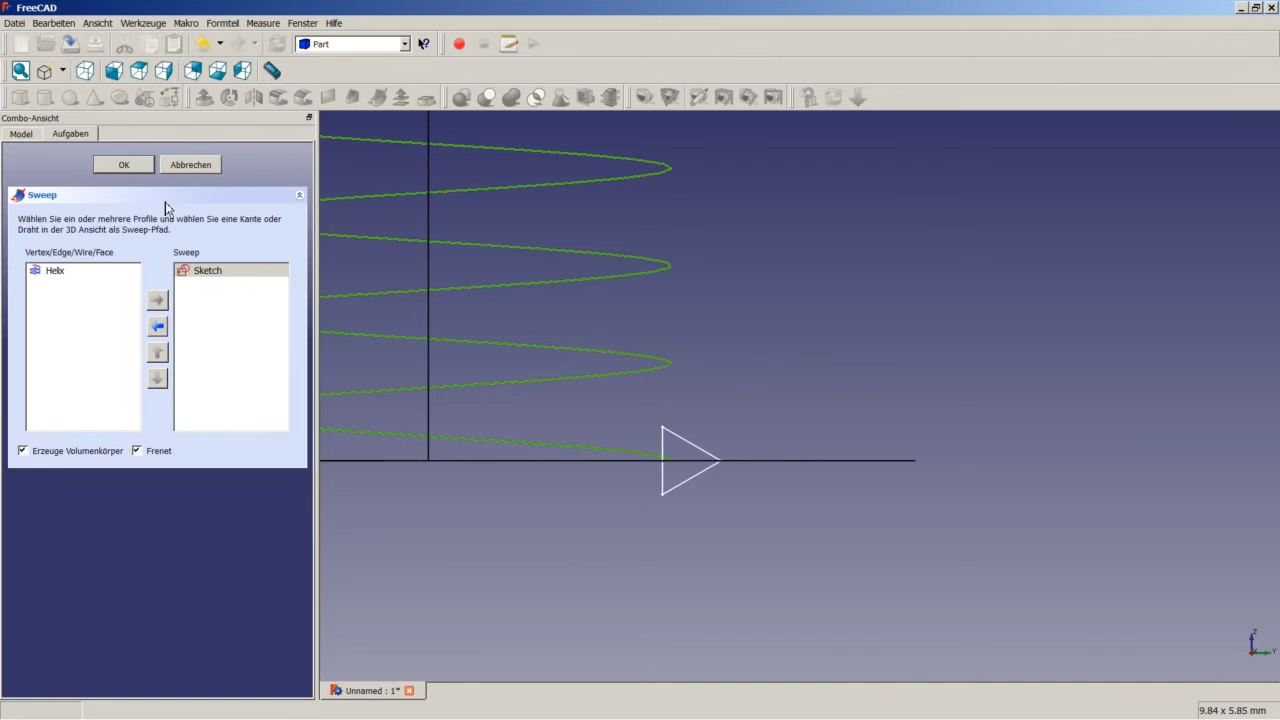 FreeCAD
Datei Bearbeiten Ansicht Werkzeuge Makro Formteil Measure Fenster Hilfe
Part
Combo-Ansicht
Model Aufgaben
OK Abbrechen
Sweep
Wählen Sie ein oder mehrere Profile und wählen Sie eine Kante oder
Draht in der 3D Ansicht als Sweep-Pfad.
Vertex/Edge/Wire/Face Sweep
Helix Sketch
Erzeuge Volumenkörper Frenet
Z
Y
Unnamed : 1*
9.84 x 5.85 mm